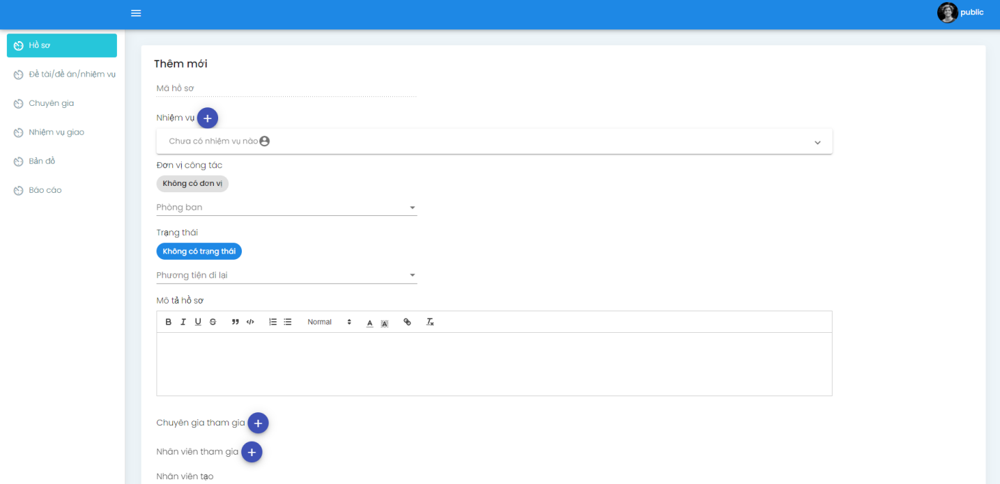 public
Hồ sơ
Đề tài/đề án/nhiệm vụ
Chuyên gia
Nhiệm vụ giao
Bản đồ
Báo cáo
Thêm mới
Mã hồ sơ
Nhiệm vụ
Chưa có nhiệm vụ nào
Đơn vị công tác
Không có đơn vị
Phòng ban
Trạng thái
Không có trạng thái
Phương tiện đi lại
Mô tả hồ sơ
Normal
Chuyên gia tham gia
Nhân viên tham gia
Nhân viên tạo